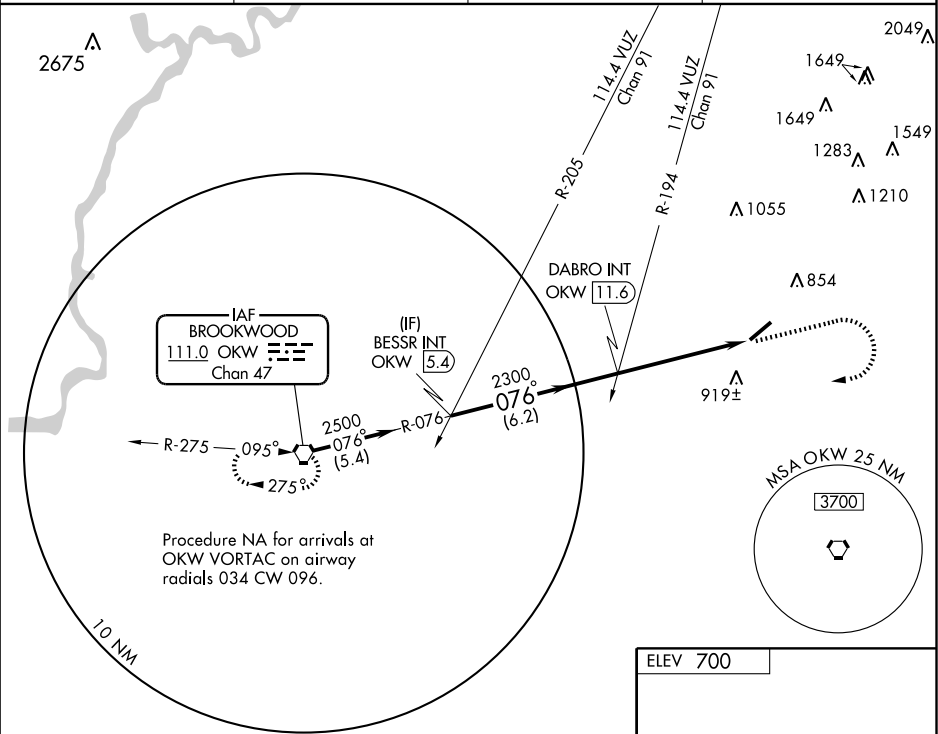 2675
2049
1649
1649
1549
1283
1210
1055
854
919±
114.4 VUZ
Chan 91
R-205
114.4 VUZ
Chan 91
R-194
DABRO INT
OKW 11.6
IAF
BROOKWOOD
111.0 OKW
Chan 47
(IF)
BESSR INT
OKW 5.4
2300
076°
(6.2)
2500
076°
(5.4)
R-076
R-275
095°
275°
Procedure NA for arrivals at
OKW VORTAC on airway
radials 034 CW 096.
10 NM
MSA OKW 25 NM
3700
ELEV 700